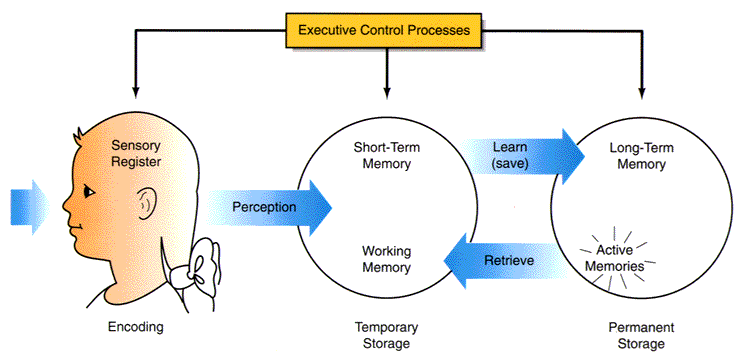 Executive Control Processes
Sensory
Register
Short-Term
Memory
Learn
(save)
Long-Term
Memory
Perception
Working
Memory
Retrieve
Active
Memories
Encoding
Temporary
Storage
Permanent
Storage